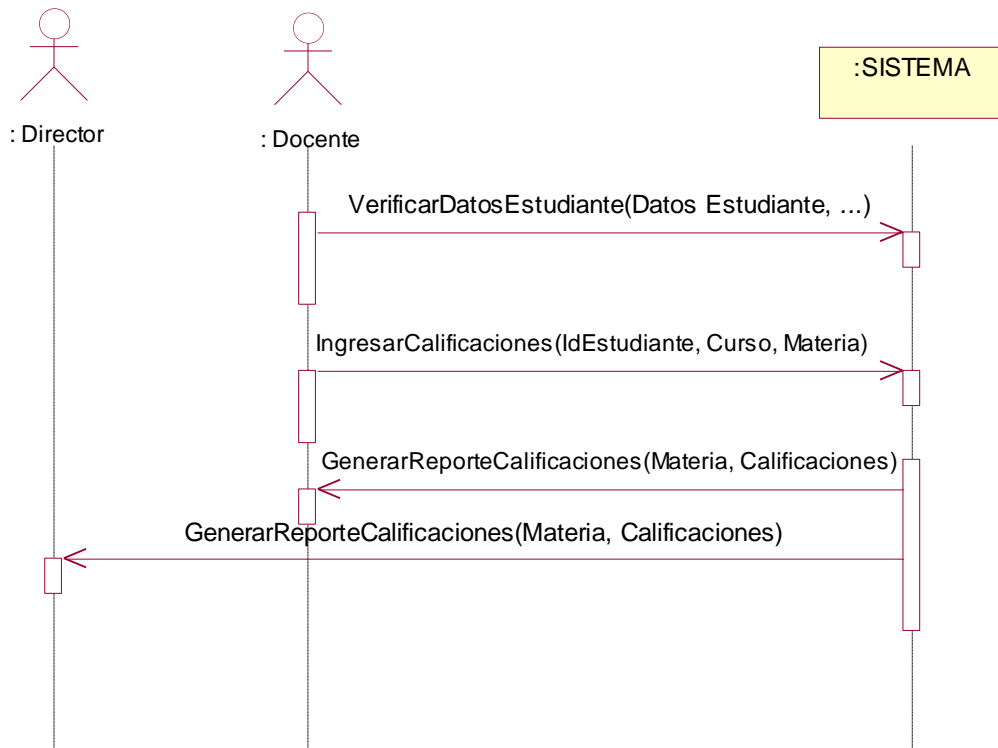 :SISTEMA
: Director
: Docente
VerificarDatosEstudiante(Datos Estudiante, ...)
IngresarCalificaciones(IdEstudiante, Curso, Materia)
GenerarReporteCalificaciones(Materia, Calificaciones)
GenerarReporteCalificaciones(Materia, Calificaciones)